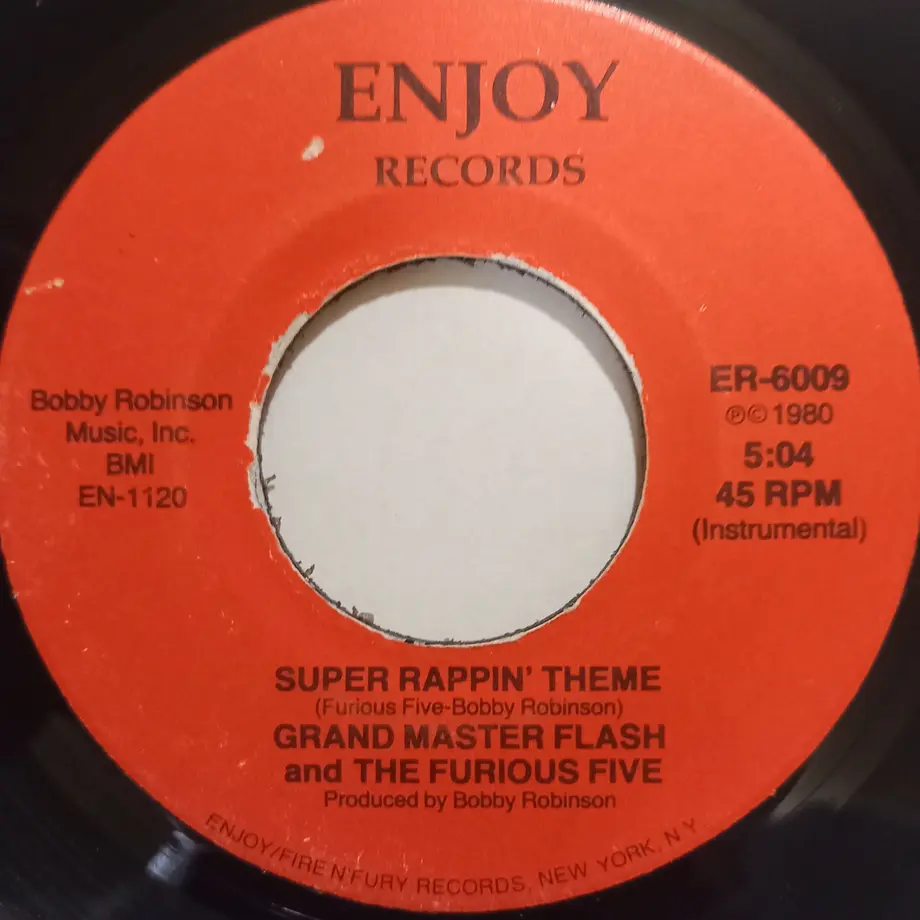 ENJOY
RECORDS
Bobby Robinson
Music, Inc.
BMI
EN-1120
ER-6009
℗© 1980
5:04
45 RPM
(Instrumental)
SUPER RAPPIN' THEME
(Furious Five-Bobby Robinson)
GRAND MASTER FLASH
and THE FURIOUS FIVE
Produced by Bobby Robinson
ENJOY/FIRE N'FURY RECORDS, NEW YORK, N Y